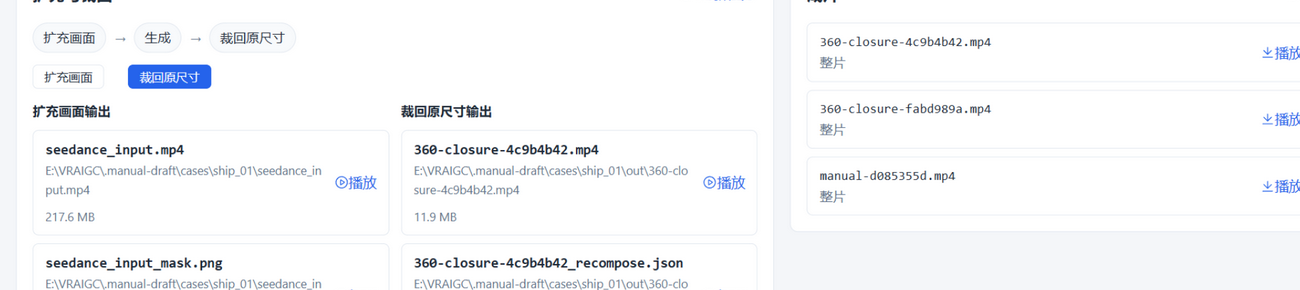 扩充画面 → 生成 → 裁回原尺寸
扩充画面 裁回原尺寸
扩充画面输出
seedance_input.mp4
E:\VRAIGC\.manual-draft\cases\ship_01\seedance_in
put.mp4
播放
217.6 MB
seedance_input_mask.png
E:\VRAIGC\.manual-draft\cases\ship_01\seedance_in
裁回原尺寸输出
360-closure-4c9b4b42.mp4
E:\VRAIGC\.manual-draft\cases\ship_01\out\360-clo
sure-4c9b4b42.mp4
播放
11.9 MB
360-closure-4c9b4b42_recompose.json
E:\VRAIGC\.manual-draft\cases\ship_01\out\360-clo
360-closure-4c9b4b42.mp4
整片
播放
360-closure-fabd989a.mp4
整片
播放
manual-d085355d.mp4
整片
播放